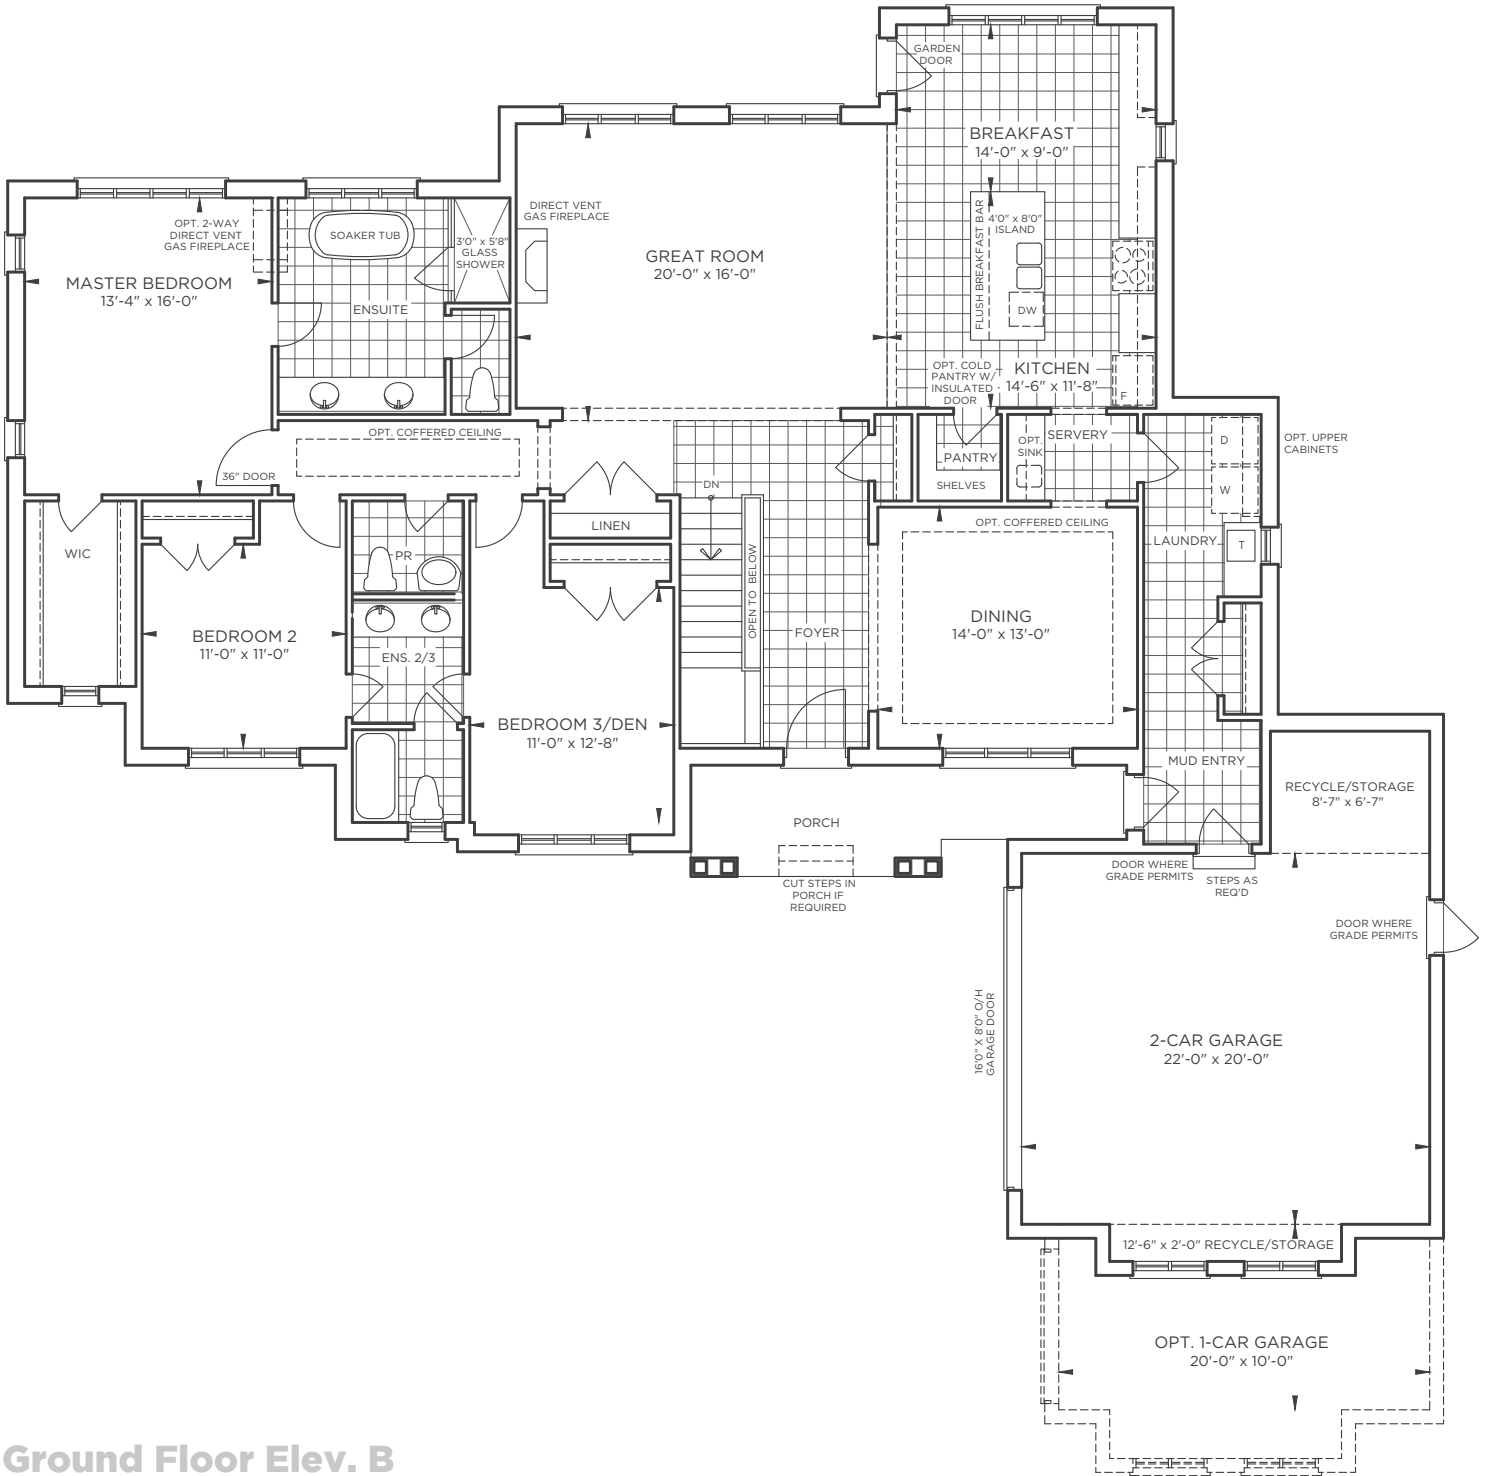 GARDEN
DOOR
BREAKFAST
14'-0" x 9'-0"
DIRECT VENT
GAS FIREPLACE
OPT. 2-WAY
DIRECT VENT
GAS FIREPLACE
SOAKER TUB
3'0" x 5'8"
GLASS
SHOWER
FLUSH BREAKFAST BAR
4'0" x 8'0"
ISLAND
GREAT ROOM
20'-0" x 16'-0"
MASTER BEDROOM
13'-4" x 16'-0"
ENSUITE
DW
OPT. COLD
PANTRY W/
INSULATED
DOOR
KITCHEN
14'-6" x 11'-8"
F
OPT. COFFERED CEILING
36" DOOR
SERVERY
OPT.
SINK
PANTRY
SHELVES
D
W
OPT. UPPER
CABINETS
DN
LINEN
OPT. COFFERED CEILING
LAUNDRY
T
WIC
PR
OPEN TO BELOW
BEDROOM 2
11'-0" x 11'-0"
ENS. 2/3
FOYER
DINING
14'-0" x 13'-0"
BEDROOM 3/DEN
11'-0" x 12'-8"
MUD ENTRY
RECYCLE/STORAGE
8'-7" x 6'-7"
PORCH
DOOR WHERE
GRADE PERMITS
STEPS AS
REQ'D
CUT STEPS IN
PORCH IF
REQUIRED
DOOR WHERE
GRADE PERMITS
16'0" X 8'0" O/H
GARAGE DOOR
2-CAR GARAGE
22'-0" x 20'-0"
12'-6" x 2'-0" RECYCLE/STORAGE
OPT. 1-CAR GARAGE
20'-0" x 10'-0"
Ground Floor Elev. B